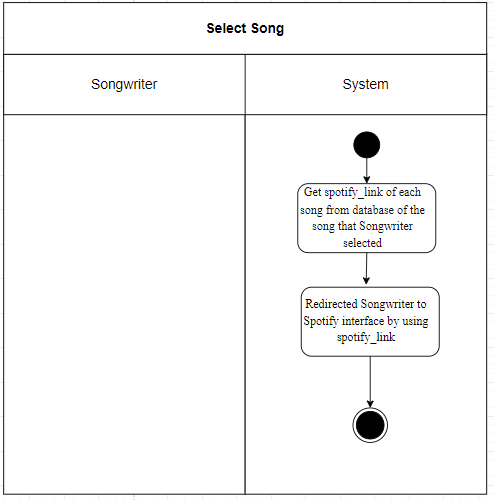 Select Song
Songwriter
System
Get spotify_link of each
song from database of the
song that Songwriter
selected
Redirected Songwriter to
Spotify interface by using
spotify_link